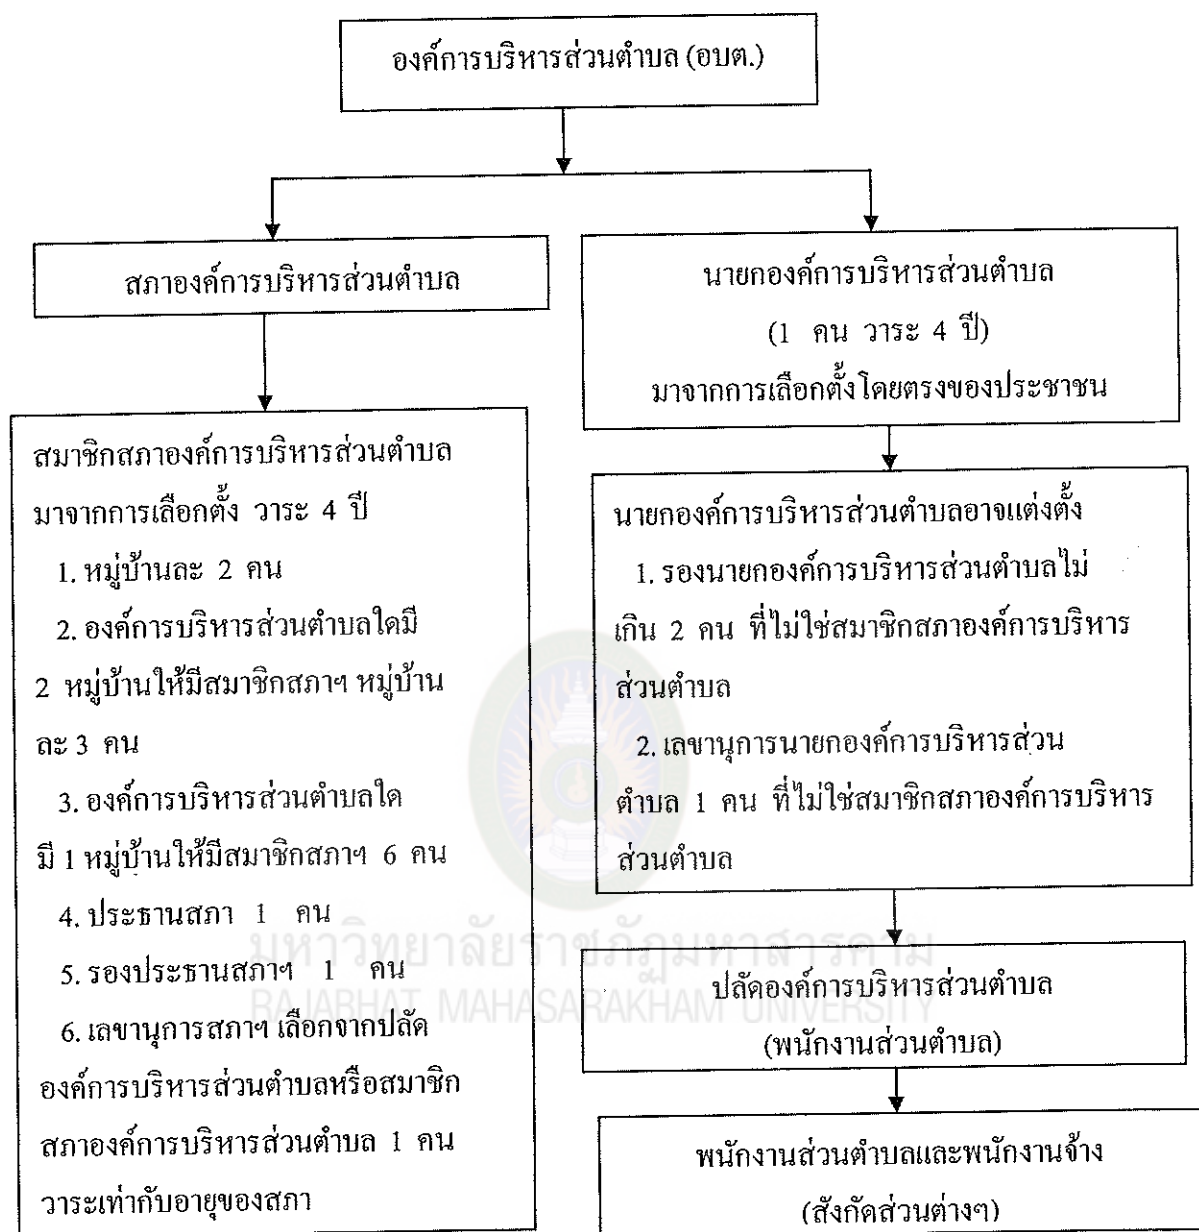 องค์การบริหารส่วนตำบล (อบต.)
สภาองค์การบริหารส่วนตำบล
นายกองค์การบริหารส่วนตำบล
(1 คน วาระ 4 ปี)
มาจากการเลือกตั้งโดยตรงของประชาชน
สมาชิกสภาองค์การบริหารส่วนตำบล
มาจากการเลือกตั้ง วาระ 4 ปี
1. หมู่บ้านละ 2 คน
2. องค์การบริหารส่วนตำบลใดมี
2 หมู่บ้านให้มีสมาชิกสภาฯ หมู่บ้าน
ละ 3 คน
3. องค์การบริหารส่วนตำบลใด
มี 1 หมู่บ้านให้มีสมาชิกสภาฯ 6 คน
4. ประธานสภา 1 คน
5. รองประธานสภาฯ 1 คน
6. เลขานุการสภาฯ เลือกจากปลัด
องค์การบริหารส่วนตำบลหรือสมาชิก
สภาองค์การบริหารส่วนตำบล 1 คน
วาระเท่ากับอายุของสภา
นายกองค์การบริหารส่วนตำบลอาจแต่งตั้ง
1. รองนายกองค์การบริหารส่วนตำบลไม่
เกิน 2 คน ที่ไม่ใช่สมาชิกสภาองค์การบริหาร
ส่วนตำบล
2. เลขานุการนายกองค์การบริหารส่วน
ตำบล 1 คน ที่ไม่ใช่สมาชิกสภาองค์การบริหาร
ส่วนตำบล
ปลัดองค์การบริหารส่วนตำบล
(พนักงานส่วนตำบล)
พนักงานส่วนตำบลและพนักงานจ้าง
(สังกัดส่วนต่างๆ)
มหาวิทยาลัยราชภัฏมหาสารคาม
RAJABHAT MAHASARAKHAM UNIVERSITY